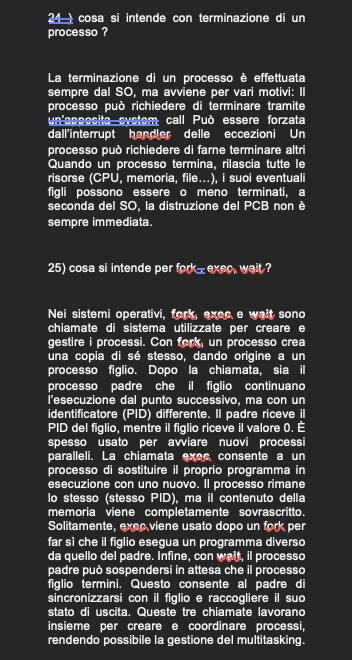 24 ) cosa si intende con terminazione di un
processo ?
La terminazione di un processo è effettuata
sempre dal SO, ma avviene per vari motivi: Il
processo può richiedere di terminare tramite
un'apposita system call Può essere forzata
dall'interrupt handler delle eccezioni Un
processo può richiedere di farne terminare altri
Quando un processo termina, rilascia tutte le
risorse (CPU, memoria, file…), i suoi eventuali
figli possono essere o meno terminati, a
seconda del SO, la distruzione del PCB non è
sempre immediata.
25) cosa si intende per fork , exec, wait ?
Nei sistemi operativi, fork, exec e wait sono
chiamate di sistema utilizzate per creare e
gestire i processi. Con fork, un processo crea
una copia di sé stesso, dando origine a un
processo figlio. Dopo la chiamata, sia il
processo padre che il figlio continuano
l'esecuzione dal punto successivo, ma con un
identificatore (PID) differente. Il padre riceve il
PID del figlio, mentre il figlio riceve il valore 0. È
spesso usato per avviare nuovi processi
paralleli. La chiamata exec consente a un
processo di sostituire il proprio programma in
esecuzione con uno nuovo. Il processo rimane
lo stesso (stesso PID), ma il contenuto della
memoria viene completamente sovrascritto.
Solitamente, exec viene usato dopo un fork per
far sì che il figlio esegua un programma diverso
da quello del padre. Infine, con wait, il processo
padre può sospendersi in attesa che il processo
figlio termini. Questo consente al padre di
sincronizzarsi con il figlio e raccogliere il suo
stato di uscita. Queste tre chiamate lavorano
insieme per creare e coordinare processi,
rendendo possibile la gestione del multitasking.